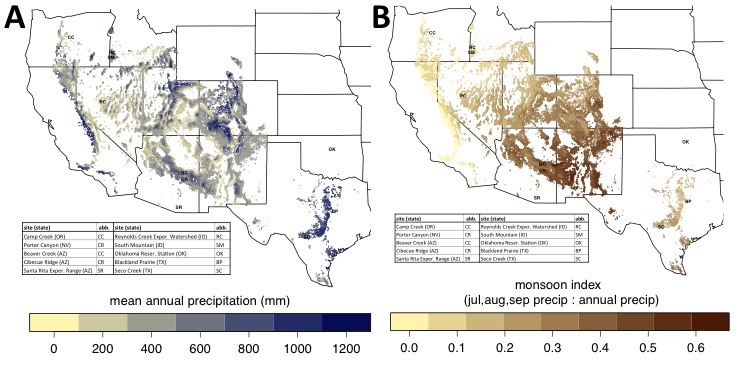 A
B
CC
RC
SM
PC
BC
CR
SR
OK
BP
CC
RC
SM
PC
BC
CR
SR
OK
BP
SC
site (state) abb. site (state) abb.
Camp Creek (OR) CC Reynolds Creek Exper. Watershed (ID) RC
Porter Canyon (NV) CR South Mountain (ID) SM
Beaver Creek (AZ) CC Oklahoma Reser. Station (OK) OK
Cibecue Ridge (AZ) CR Blackland Prairie (TX) BP
Santa Rita Exper. Range (AZ) SR Seco Creek (TX) SC
site (state) abb. site (state) abb.
Camp Creek (OR) CC Reynolds Creek Exper. Watershed (ID) RC
Porter Canyon (NV) CR South Mountain (ID) SM
Beaver Creek (AZ) CC Oklahoma Reser. Station (OK) OK
Cibecue Ridge (AZ) CR Blackland Prairie (TX) BP
Santa Rita Exper. Range (AZ) SR Seco Creek (TX) SC
mean annual precipitation (mm)
0 200 400 600 800 1000 1200
monsoon index
(jul,aug,sep precip : annual precip)
0.0 0.1 0.2 0.3 0.4 0.5 0.6